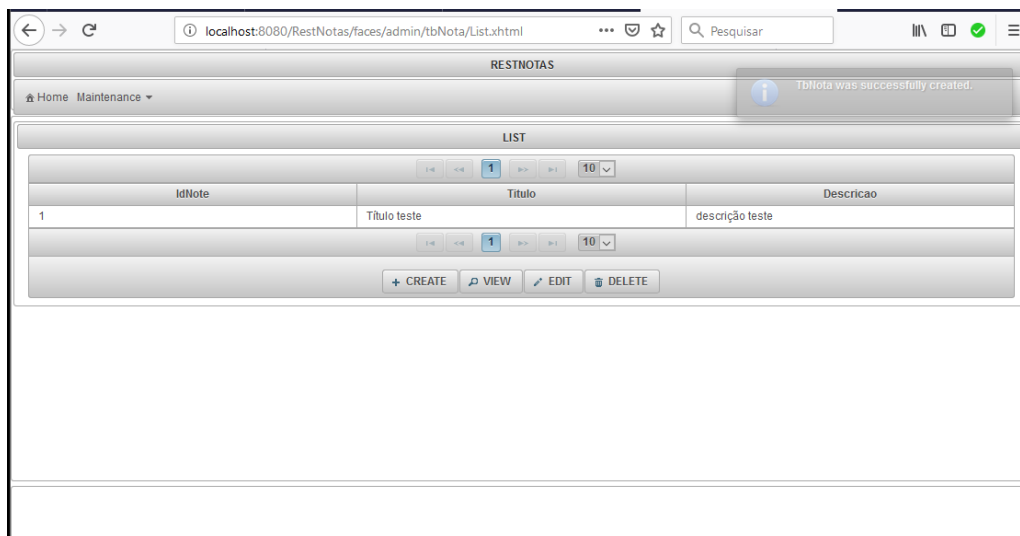 localhost:8080/RestNotas/faces/admin/tbNota/List.xhtml
Pesquisar
RESTNOTAS
Home Maintenance
TbNota was successfully created.
LIST
1 10
IdNote Titulo Descricao
1 Título teste descrição teste
1 10
+ CREATE VIEW EDIT DELETE